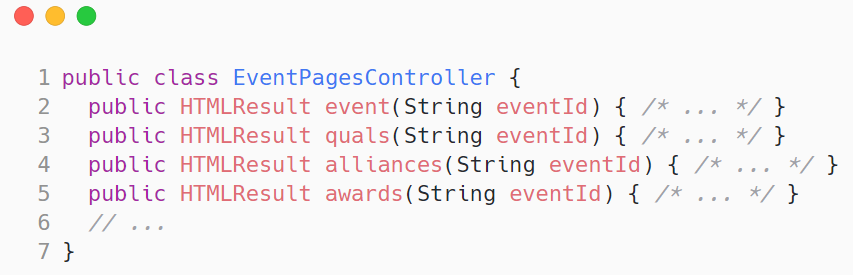 1 public class EventPagesController {
2   public HTMLResult event(String eventId) { /* ... */ }
3   public HTMLResult quals(String eventId) { /* ... */ }
4   public HTMLResult alliances(String eventId) { /* ... */ }
5   public HTMLResult awards(String eventId) { /* ... */ }
6   // ...
7 }